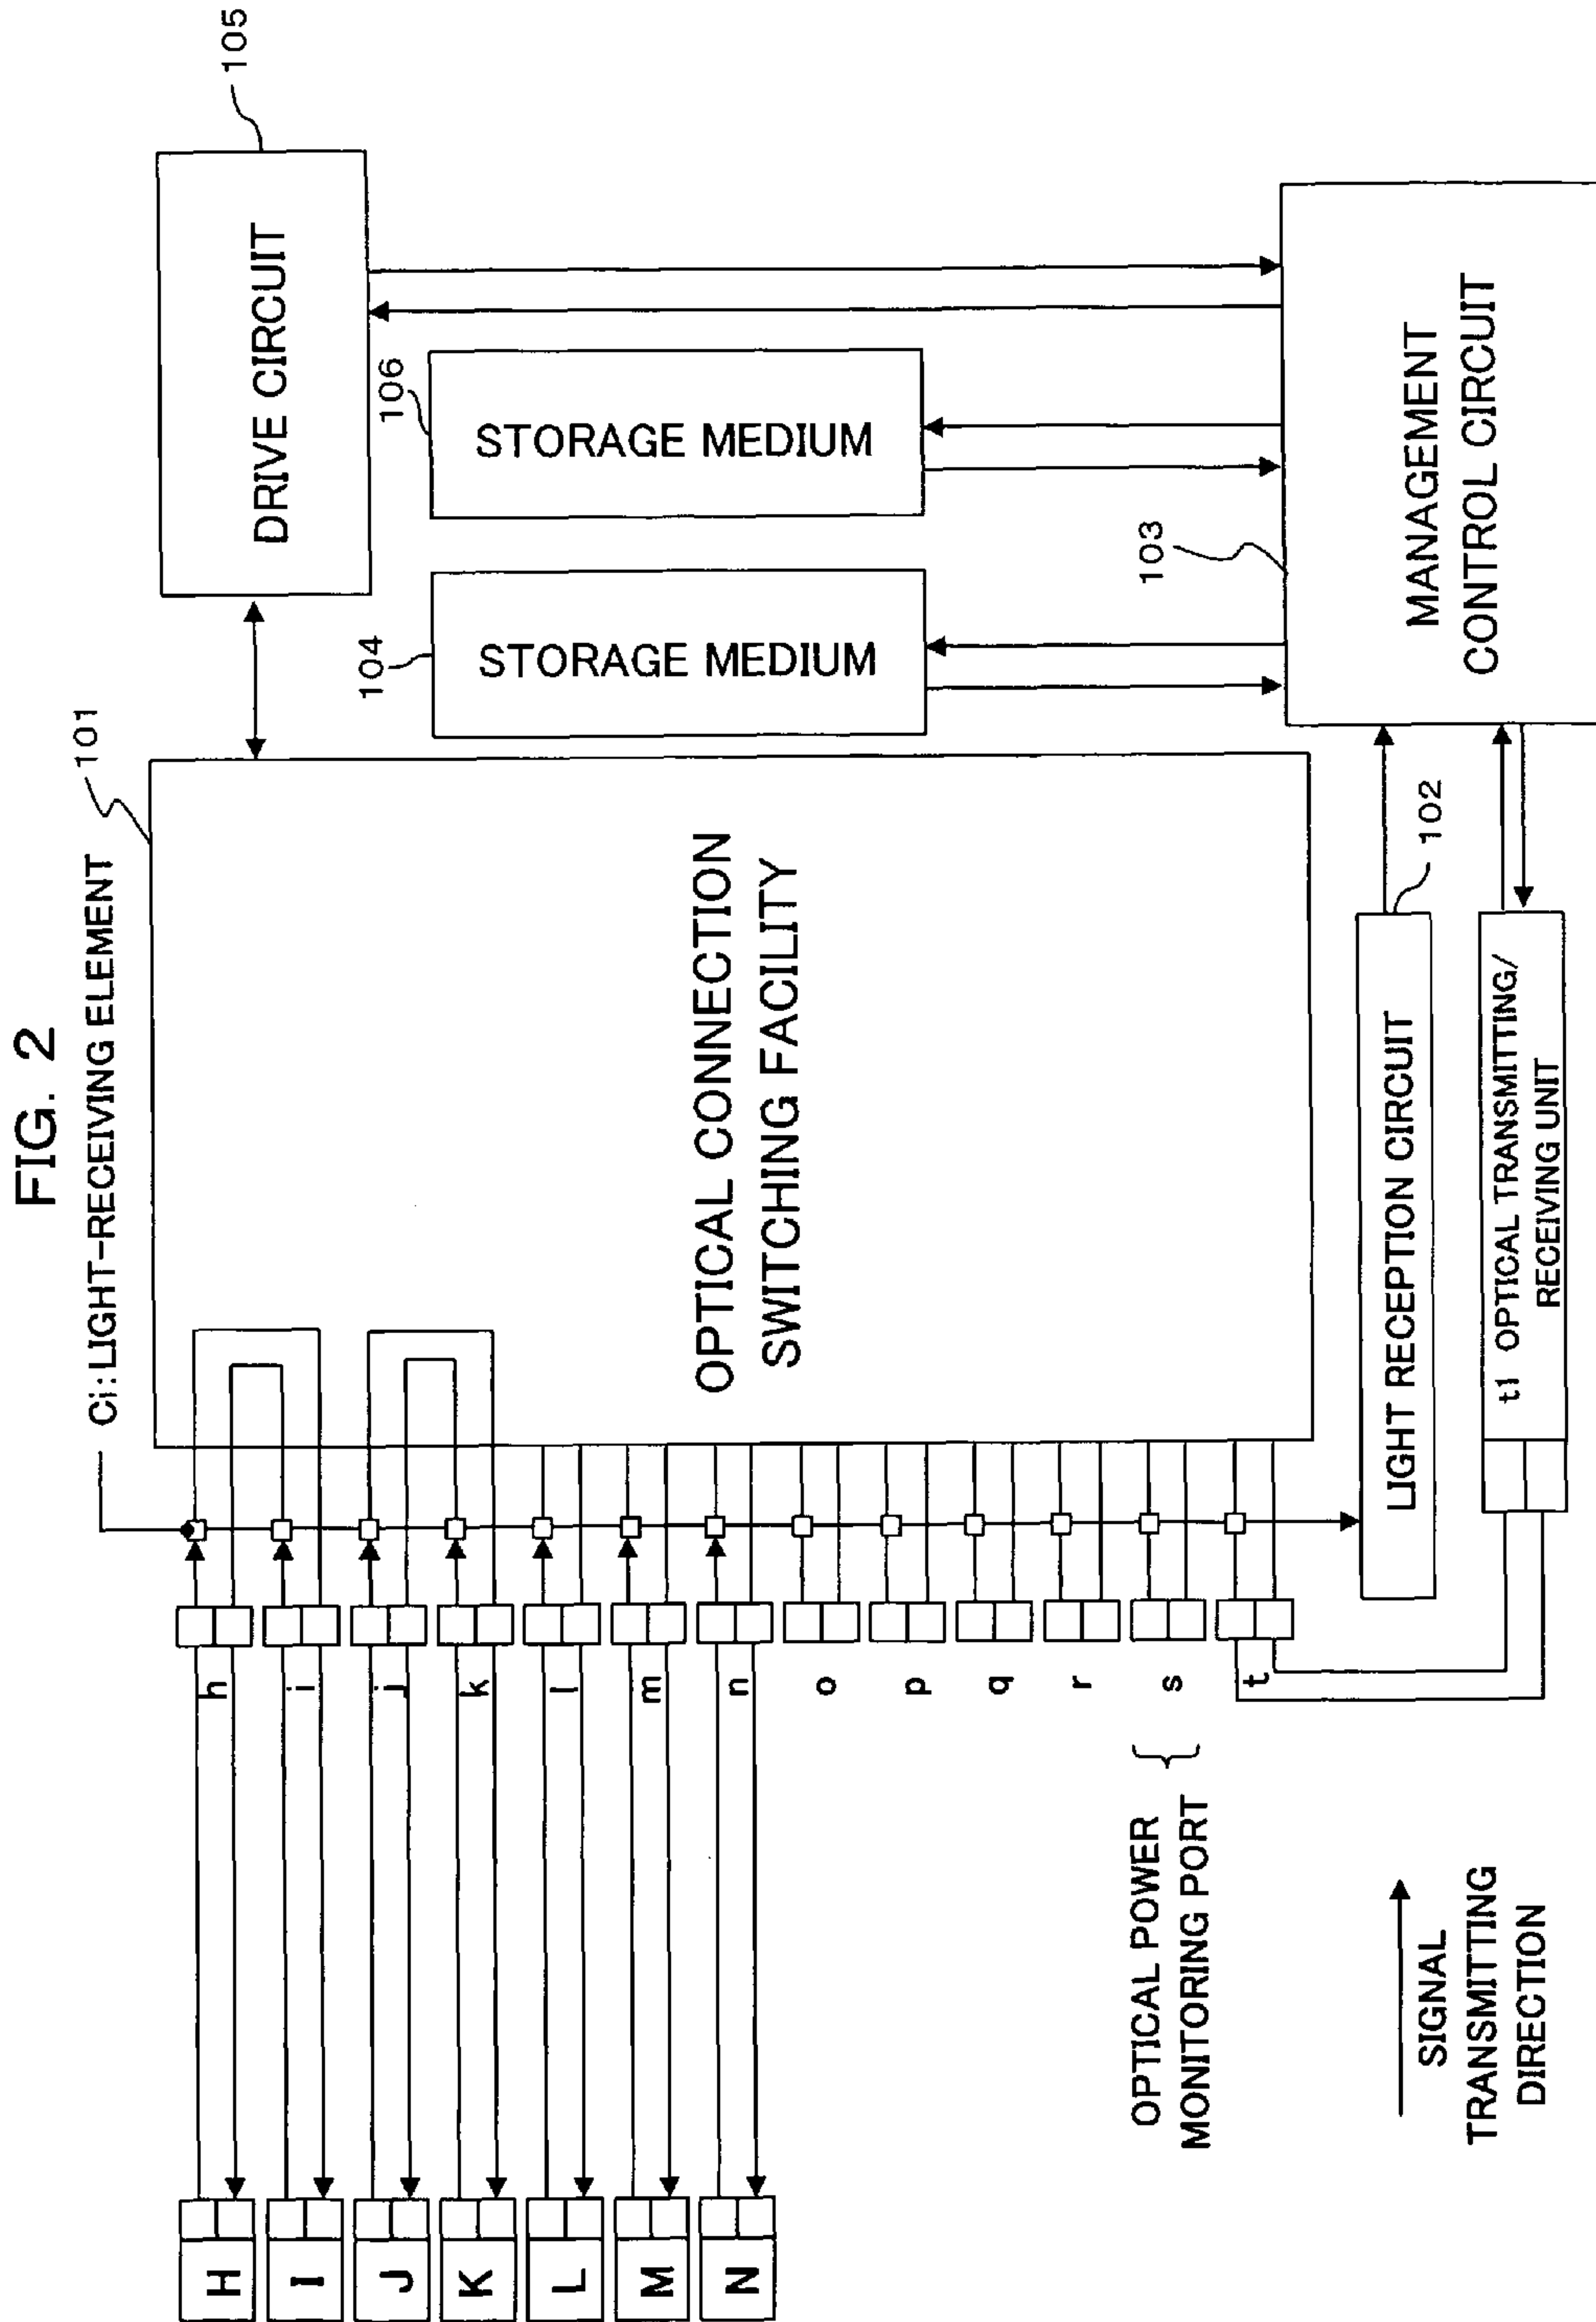 FIG. 2
Ci::LIGHT-RECEIVING ELEMENT
101
105
DRIVE CIRCUIT
OPTICAL CONNECTION
SWITCHING FACILITY
104
STORAGE MEDIUM
106
STORAGE MEDIUM
103
MANAGEMENT
CONTROL CIRCUIT
102
LIGHT RECEPTION CIRCUIT
t1 OPTICAL TRANSMITTING/
RECEIVING UNIT
H
I
J
K
L
M
N
h
i
j
k
l
m
n
o
p
q
r
s
t
OPTICAL POWER
MONITORING PORT
SIGNAL
TRANSMITTING
DIRECTION